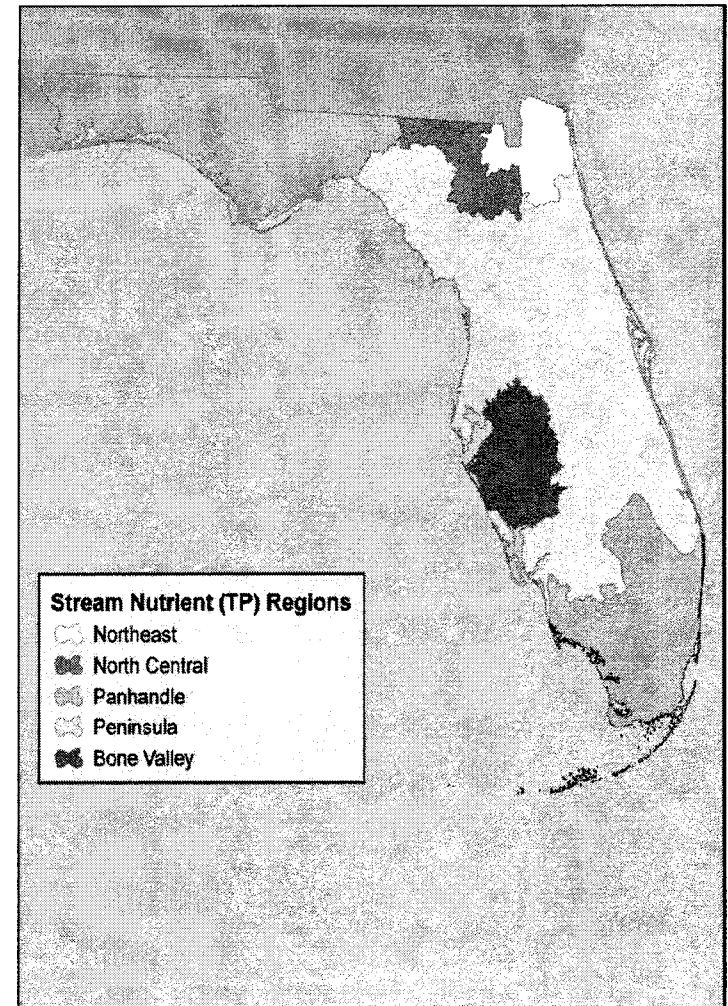 Stream Nutrient (TP) Regions
Northeast
North Central
Panhandle
Peninsula
Bone Valley